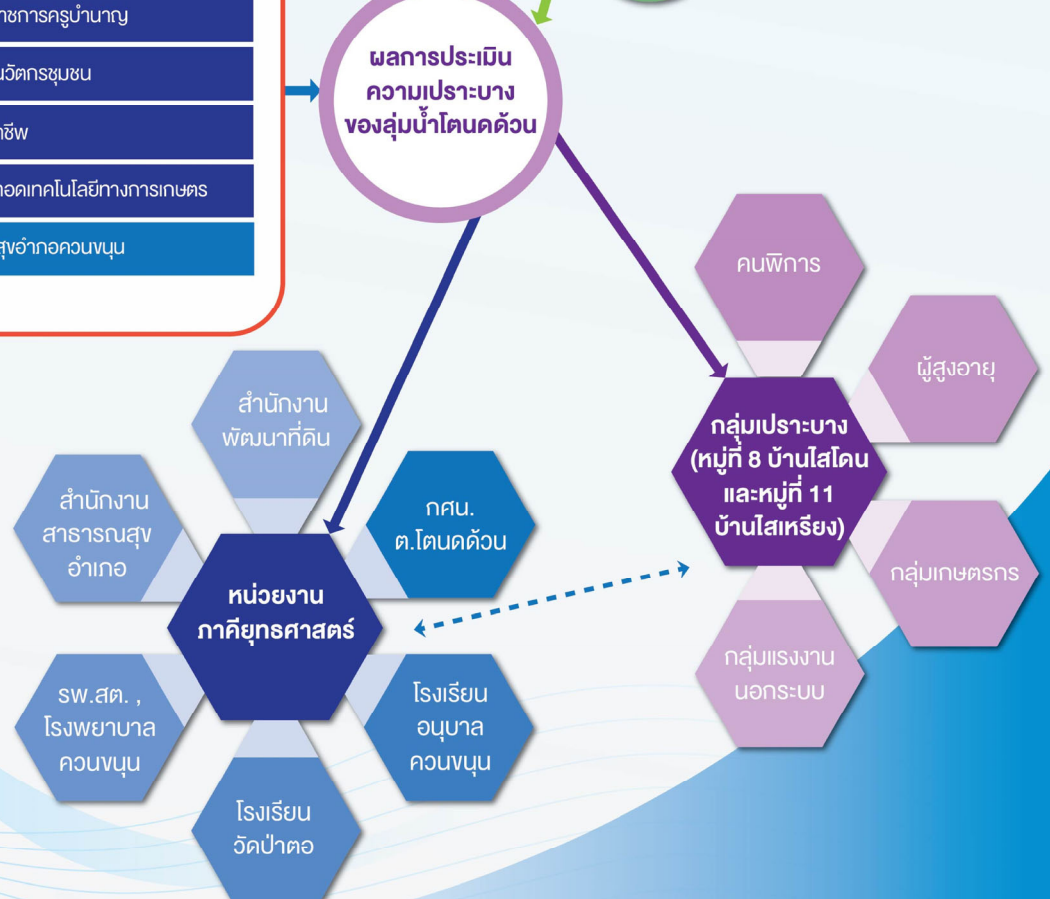 ชการครูบำนาญ
นวัตกรชุมชน
ชีพ
อดเทคโนโลยีทางการเกษตร
สุขอำเภอควนขนุน
ผลการประเมิน
ความเปราะบาง
ของลุ่มน้ำโตนดด้วน
คนพิการ
ผู้สูงอายุ
กลุ่มเปราะบาง
(หมู่ที่ 8 บ้านไสโดน
และหมู่ที่ 11
บ้านไสเหรียง)
กลุ่มเกษตรกร
กลุ่มแรงงาน
นอกระบบ
สำนักงาน
พัฒนาที่ดิน
สำนักงาน
สาธารณสุข
อำเภอ
กศน.
ต.โตนดด้วน
หน่วยงาน
ภาคียุทธศาสตร์
รพ.สต. ,
โรงพยาบาล
ควนขนุน
โรงเรียน
อนุบาล
ควนขนุน
โรงเรียน
วัดป่าตอ